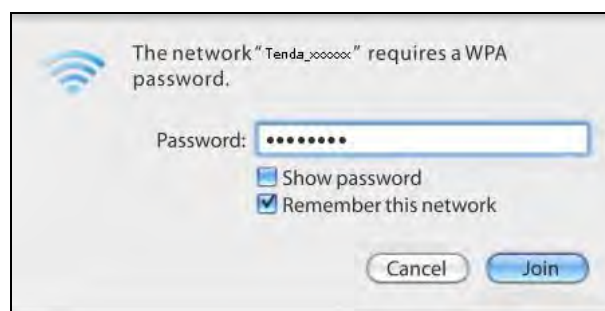 The network "Tenda_xxxxxx" requires a WPA
password.
Password: ••••••••
Show password
Remember this network
Cancel Join